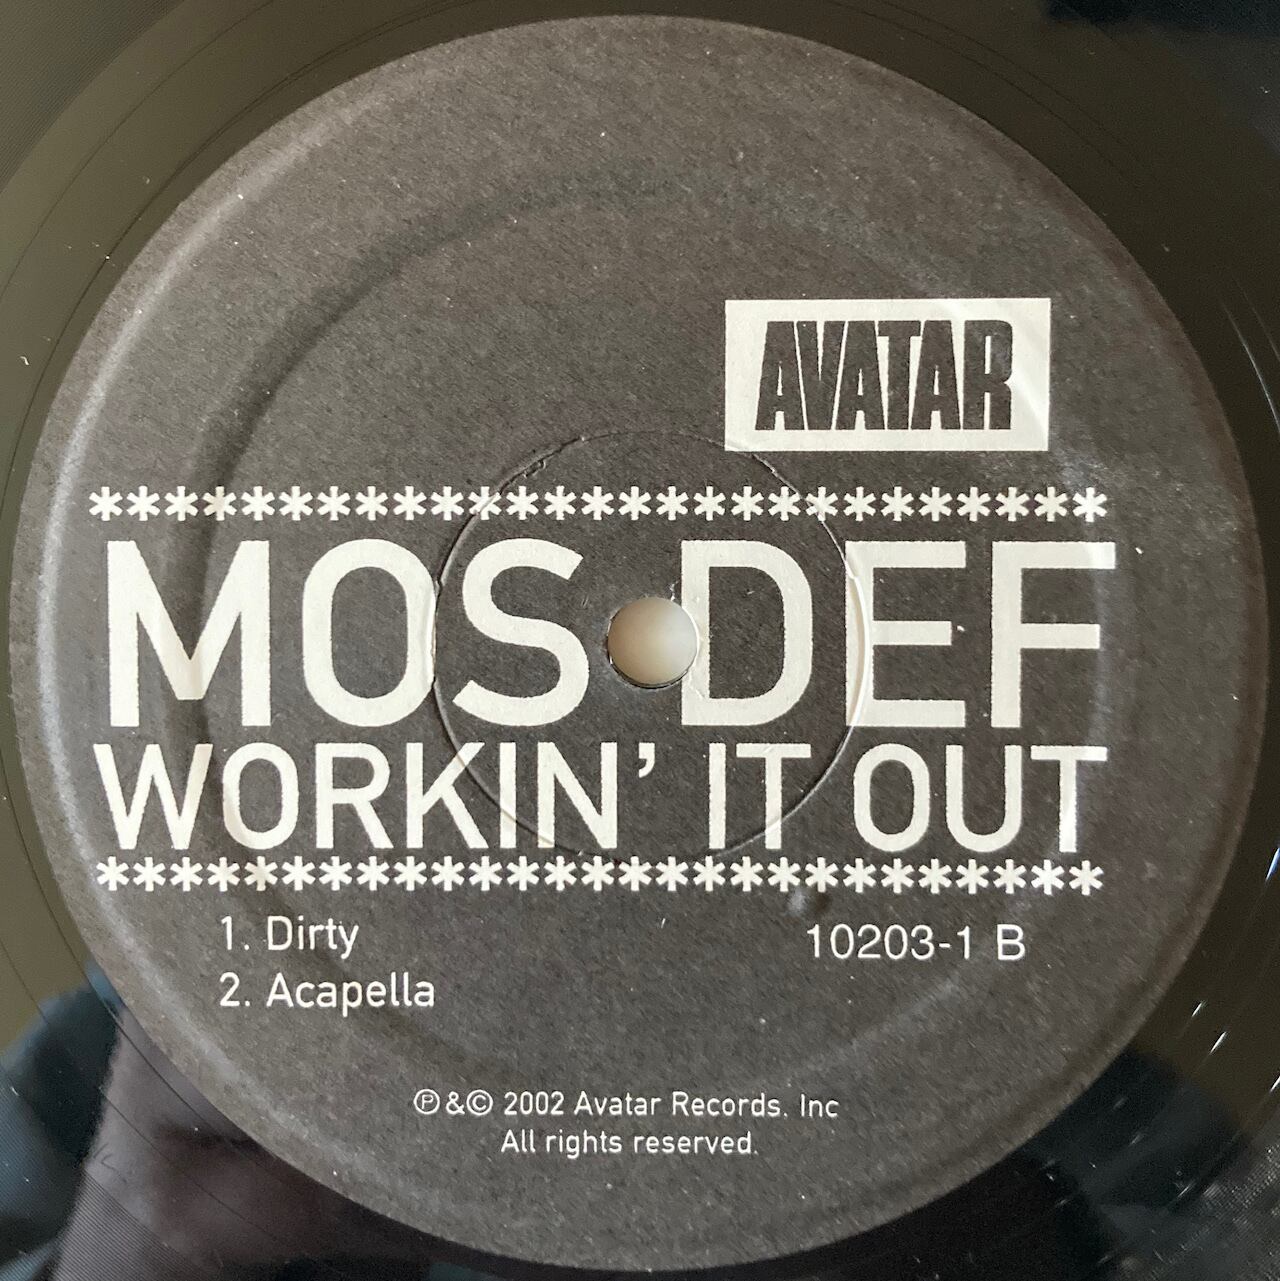 AVATAR
***************************
MOS DEF
WORKIN’ IT OUT
***************************
1. Dirty
10203-1 B
2. Acapella
℗&© 2002 Avatar Records. Inc
All rights reserved.